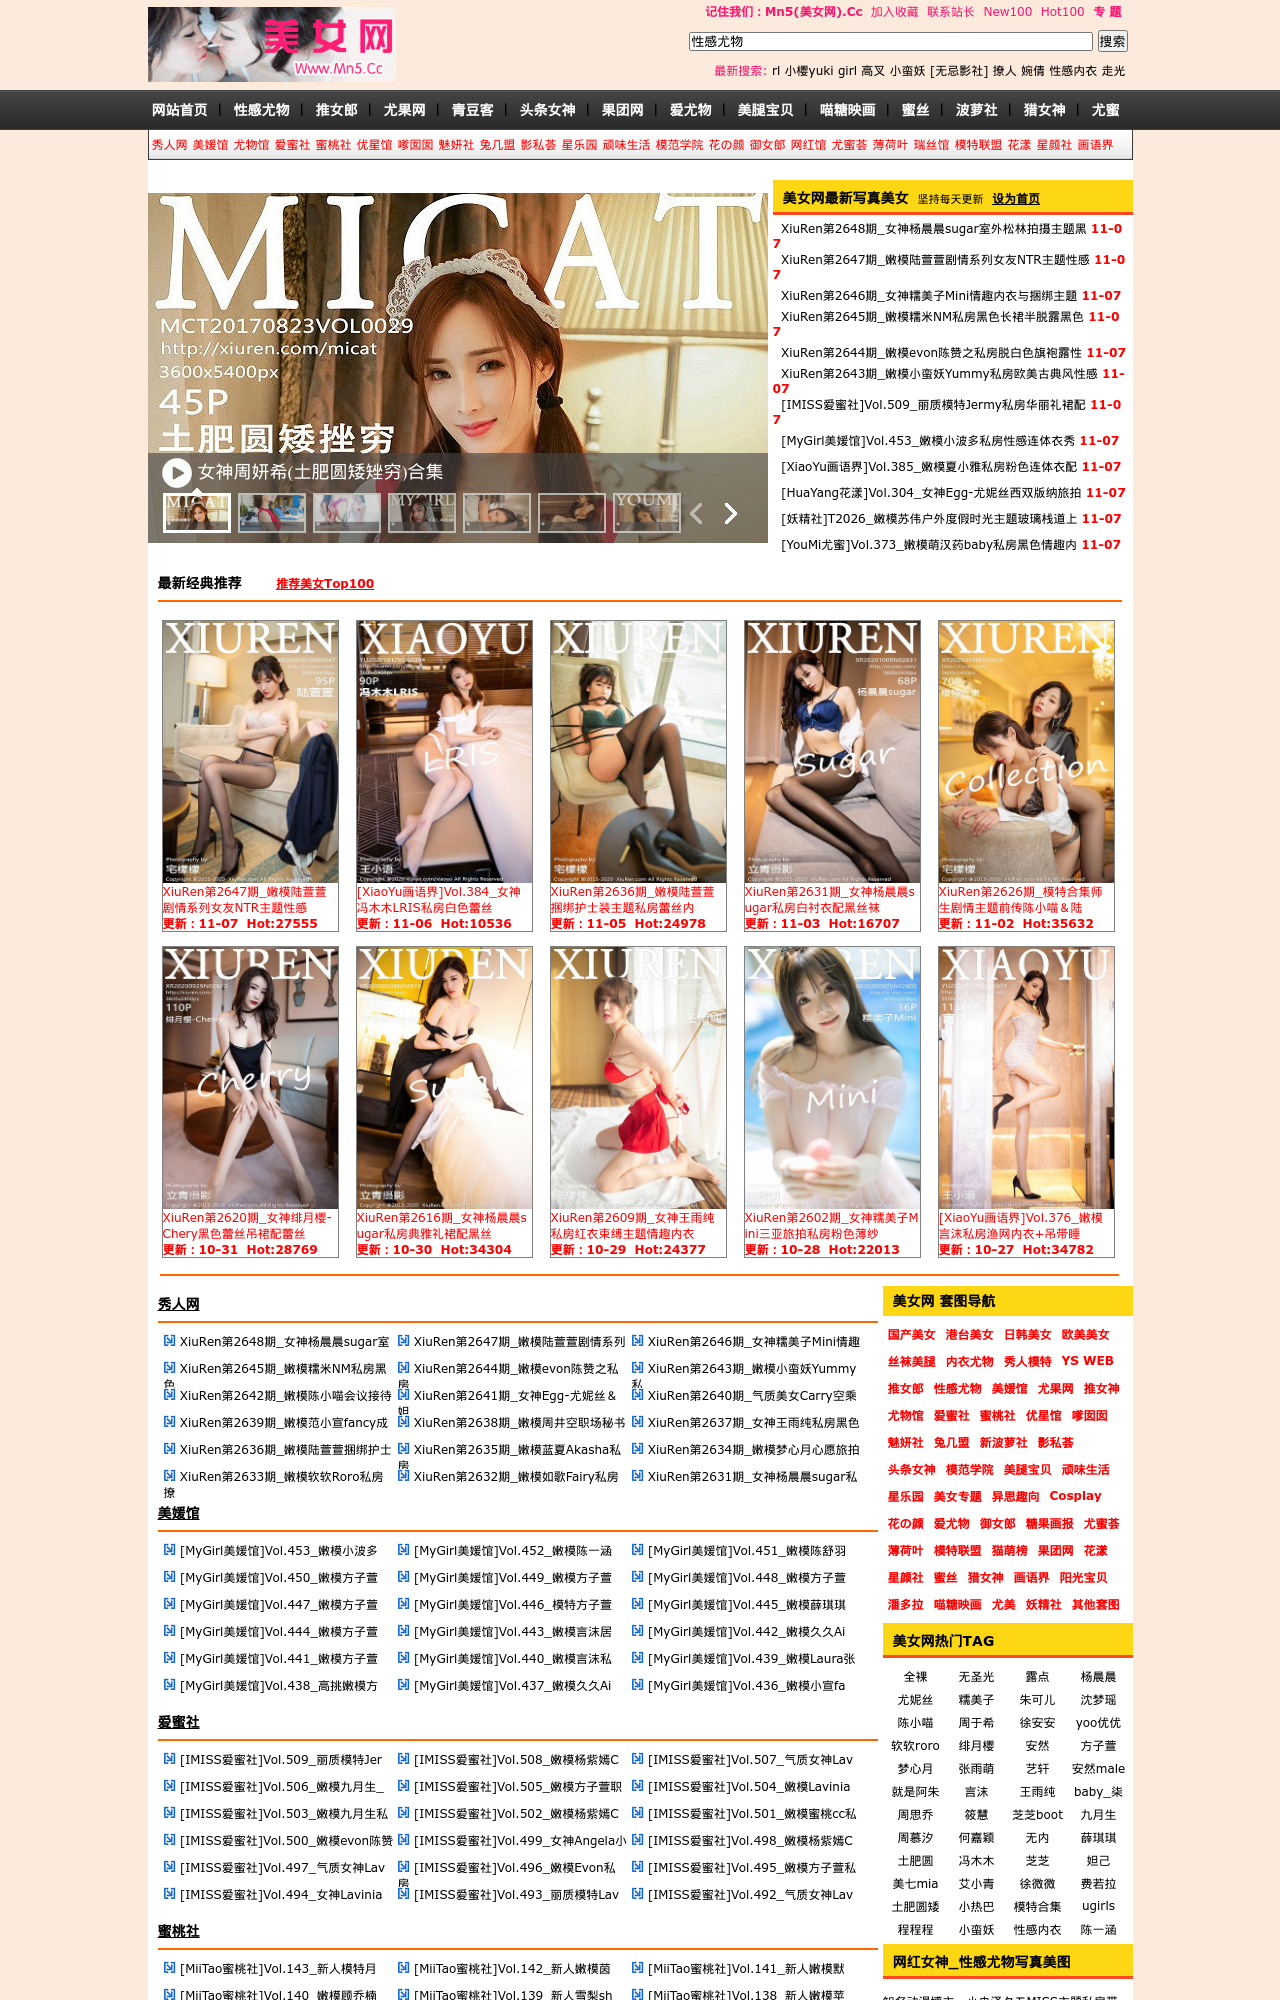 记住我们：Mn5(美女网).Cc 加入收藏 联系站长 New100 Hot100 专 题
美女网
Www.Mn5.Cc
性感尤物 搜索
最新搜索: rl 小樱yuki girl 高叉 小蛮妖 [无忌影社] 撩人 婉倩 性感内衣 走光
网站首页 | 性感尤物 | 推女郎 | 尤果网 | 青豆客 | 头条女神 | 果团网 | 爱尤物 | 美腿宝贝 | 喵糖映画 | 蜜丝 | 波萝社 | 猎女神 | 尤蜜
秀人网 美媛馆 尤物馆 爱蜜社 蜜桃社 优星馆 嗲囡囡 魅妍社 兔几盟 影私荟 星乐园 顽味生活 模范学院 花の颜 御女郎 网红馆 尤蜜荟 薄荷叶 瑞丝馆 模特联盟 花漾 星颜社 画语界
MICAT
MCT20170823VOL0029
http://xiuren.com/micat
3600x5400px
45P
土肥圆矮挫穷
女神周妍希(土肥圆矮矬穷)合集
美女网最新写真美女 坚持每天更新 设为首页
XiuRen第2648期_女神杨晨晨sugar室外松林拍摄主题黑 11-0
7
XiuRen第2647期_嫩模陆萱萱剧情系列女友NTR主题性感 11-0
7
XiuRen第2646期_女神糯美子Mini情趣内衣与捆绑主题 11-07
XiuRen第2645期_嫩模糯米NM私房黑色长裙半脱露黑色 11-0
7
XiuRen第2644期_嫩模evon陈赞之私房脱白色旗袍露性 11-07
XiuRen第2643期_嫩模小蛮妖Yummy私房欧美古典风性感 11-
07
[IMISS爱蜜社]Vol.509_丽质模特Jermy私房华丽礼裙配 11-0
7
[MyGirl美媛馆]Vol.453_嫩模小波多私房性感连体衣秀 11-07
[XiaoYu画语界]Vol.385_嫩模夏小雅私房粉色连体衣配 11-07
[HuaYang花漾]Vol.304_女神Egg-尤妮丝西双版纳旅拍 11-07
[妖精社]T2026_嫩模苏伟户外度假时光主题玻璃栈道上 11-07
[YouMi尤蜜]Vol.373_嫩模萌汉药baby私房黑色情趣内 11-07
最新经典推荐 推荐美女Top100
XIUREN
95P
陆萱萱
XIAOYU
90P
冯木木LRIS
LRIS
王小语
XIUREN
宅檬檬
XIUREN
68P
杨晨晨sugar
Sugar
立青摄影
XIUREN
70P
Collection
宅檬檬
XiuRen第2647期_嫩模陆萱萱
剧情系列女友NTR主题性感
更新：11-07 Hot:27555
[XiaoYu画语界]Vol.384_女神
冯木木LRIS私房白色蕾丝
更新：11-06 Hot:10536
XiuRen第2636期_嫩模陆萱萱
捆绑护士装主题私房蕾丝内
更新：11-05 Hot:24978
XiuRen第2631期_女神杨晨晨s
ugar私房白衬衣配黑丝袜
更新：11-03 Hot:16707
XiuRen第2626期_模特合集师
生剧情主题前传陈小喵＆陆
更新：11-02 Hot:35632
XIUREN
110P
绯月樱-Cherry
Cherry
立青摄影
XIUREN
Sugar
立青摄影
XIUREN
XIUREN
36P
糯美子Mini
Mini
XIAOYU
王小语
XiuRen第2620期_女神绯月樱-
Chery黑色蕾丝吊裙配蕾丝
更新：10-31 Hot:28769
XiuRen第2616期_女神杨晨晨s
ugar私房典雅礼裙配黑丝
更新：10-30 Hot:34304
XiuRen第2609期_女神王雨纯
私房红衣束缚主题情趣内衣
更新：10-29 Hot:24377
XiuRen第2602期_女神糯美子M
ini三亚旅拍私房粉色薄纱
更新：10-28 Hot:22013
[XiaoYu画语界]Vol.376_嫩模
言沫私房渔网内衣+吊带睡
更新：10-27 Hot:34782
秀人网
XiuRen第2648期_女神杨晨晨sugar室 XiuRen第2647期_嫩模陆萱萱剧情系列 XiuRen第2646期_女神糯美子Mini情趣
XiuRen第2645期_嫩模糯米NM私房黑 XiuRen第2644期_嫩模evon陈赞之私 XiuRen第2643期_嫩模小蛮妖Yummy
色 房 私
XiuRen第2642期_嫩模陈小喵会议接待 XiuRen第2641期_女神Egg-尤妮丝＆ XiuRen第2640期_气质美女Carry空乘
妲
XiuRen第2639期_嫩模范小宣fancy成 XiuRen第2638期_嫩模周井空职场秘书 XiuRen第2637期_女神王雨纯私房黑色
XiuRen第2636期_嫩模陆萱萱捆绑护士 XiuRen第2635期_嫩模蓝夏Akasha私 XiuRen第2634期_嫩模梦心月心愿旅拍
房
XiuRen第2633期_嫩模软软Roro私房 XiuRen第2632期_嫩模如歌Fairy私房 XiuRen第2631期_女神杨晨晨sugar私
撩
美媛馆
[MyGirl美媛馆]Vol.453_嫩模小波多 [MyGirl美媛馆]Vol.452_嫩模陈一涵 [MyGirl美媛馆]Vol.451_嫩模陈舒羽
[MyGirl美媛馆]Vol.450_嫩模方子萱 [MyGirl美媛馆]Vol.449_嫩模方子萱 [MyGirl美媛馆]Vol.448_嫩模方子萱
[MyGirl美媛馆]Vol.447_嫩模方子萱 [MyGirl美媛馆]Vol.446_模特方子萱 [MyGirl美媛馆]Vol.445_嫩模薛琪琪
[MyGirl美媛馆]Vol.444_嫩模方子萱 [MyGirl美媛馆]Vol.443_嫩模言沫居 [MyGirl美媛馆]Vol.442_嫩模久久Ai
[MyGirl美媛馆]Vol.441_嫩模方子萱 [MyGirl美媛馆]Vol.440_嫩模言沫私 [MyGirl美媛馆]Vol.439_嫩模Laura张
[MyGirl美媛馆]Vol.438_高挑嫩模方 [MyGirl美媛馆]Vol.437_嫩模久久Ai [MyGirl美媛馆]Vol.436_嫩模小宣fa
爱蜜社
[IMISS爱蜜社]Vol.509_丽质模特Jer [IMISS爱蜜社]Vol.508_嫩模杨紫嫣C [IMISS爱蜜社]Vol.507_气质女神Lav
[IMISS爱蜜社]Vol.506_嫩模九月生_ [IMISS爱蜜社]Vol.505_嫩模方子萱职 [IMISS爱蜜社]Vol.504_嫩模Lavinia
[IMISS爱蜜社]Vol.503_嫩模九月生私 [IMISS爱蜜社]Vol.502_嫩模杨紫嫣C [IMISS爱蜜社]Vol.501_嫩模蜜桃cc私
[IMISS爱蜜社]Vol.500_嫩模evon陈赞 [IMISS爱蜜社]Vol.499_女神Angela小 [IMISS爱蜜社]Vol.498_嫩模杨紫嫣C
[IMISS爱蜜社]Vol.497_气质女神Lav [IMISS爱蜜社]Vol.496_嫩模Evon私 [IMISS爱蜜社]Vol.495_嫩模方子萱私
房
[IMISS爱蜜社]Vol.494_女神Lavinia [IMISS爱蜜社]Vol.493_丽质模特Lav [IMISS爱蜜社]Vol.492_气质女神Lav
蜜桃社
[MiiTao蜜桃社]Vol.143_新人模特月 [MiiTao蜜桃社]Vol.142_新人嫩模茵 [MiiTao蜜桃社]Vol.141_新人嫩模默
[MiiTao蜜桃社]Vol.140_嫩模顾乔楠 [MiiTao蜜桃社]Vol.139_新人雪梨sh [MiiTao蜜桃社]Vol.138_新人嫩模苹
美女网 套图导航
国产美女 港台美女 日韩美女 欧美美女
丝袜美腿 内衣尤物 秀人模特 YS WEB
推女郎 性感尤物 美媛馆 尤果网 推女神
尤物馆 爱蜜社 蜜桃社 优星馆 嗲囡囡
魅妍社 兔几盟 新波萝社 影私荟
头条女神 模范学院 美腿宝贝 顽味生活
星乐园 美女专题 异思趣向 Cosplay
花の颜 爱尤物 御女郎 糖果画报 尤蜜荟
薄荷叶 模特联盟 猫萌榜 果团网 花漾
星颜社 蜜丝 猎女神 画语界 阳光宝贝
潘多拉 喵糖映画 尤美 妖精社 其他套图
美女网热门TAG
全裸 无圣光 露点 杨晨晨
尤妮丝 糯美子 朱可儿 沈梦瑶
陈小喵 周于希 徐安安 yoo优优
软软roro 绯月樱 安然 方子萱
梦心月 张雨萌 艺轩 安然male
就是阿朱 言沫 王雨纯 baby_柒
周思乔 筱慧 芝芝boot 九月生
周慕汐 何嘉颖 无内 薛琪琪
土肥圆 冯木木 芝芝 妲己
美七mia 艾小青 徐微微 费若拉
土肥圆矮 小热巴 模特合集 ugirls
程程程 小蛮妖 性感内衣 陈一涵
网红女神_性感尤物写真美图